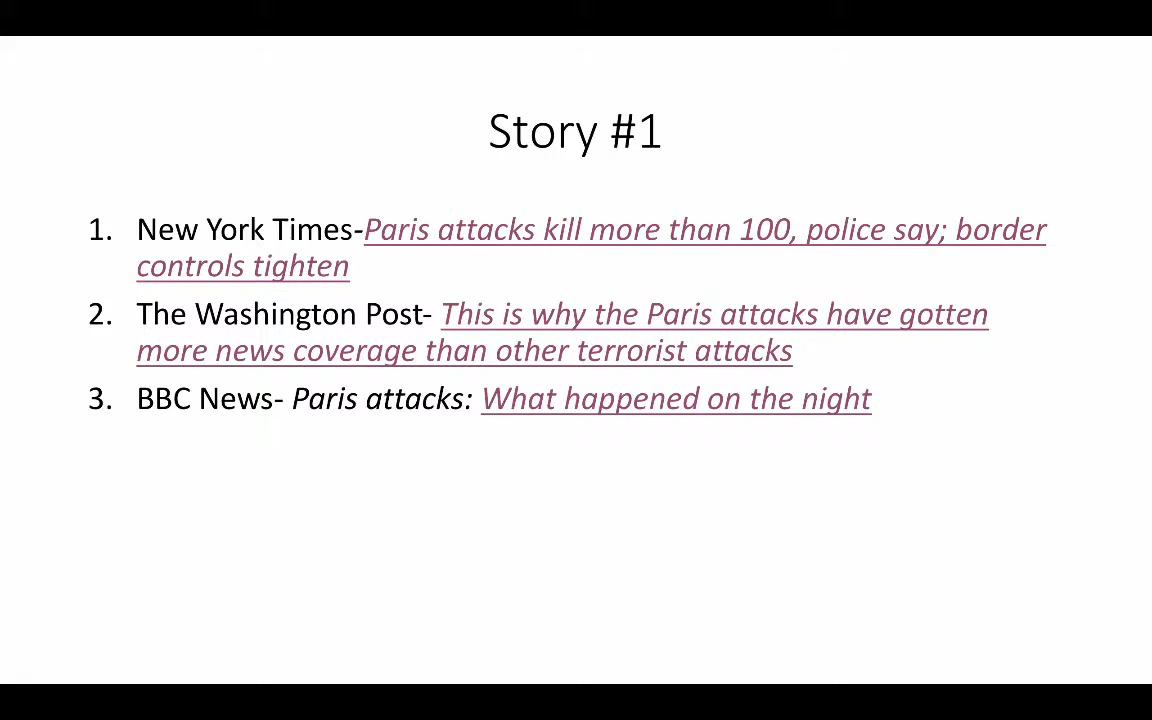 Story #1
1. New York Times-Paris attacks kill more than 100, police say; border
controls tighten
2. The Washington Post- This is why the Paris attacks have gotten
more news coverage than other terrorist attacks
3. BBC News- Paris attacks: What happened on the night